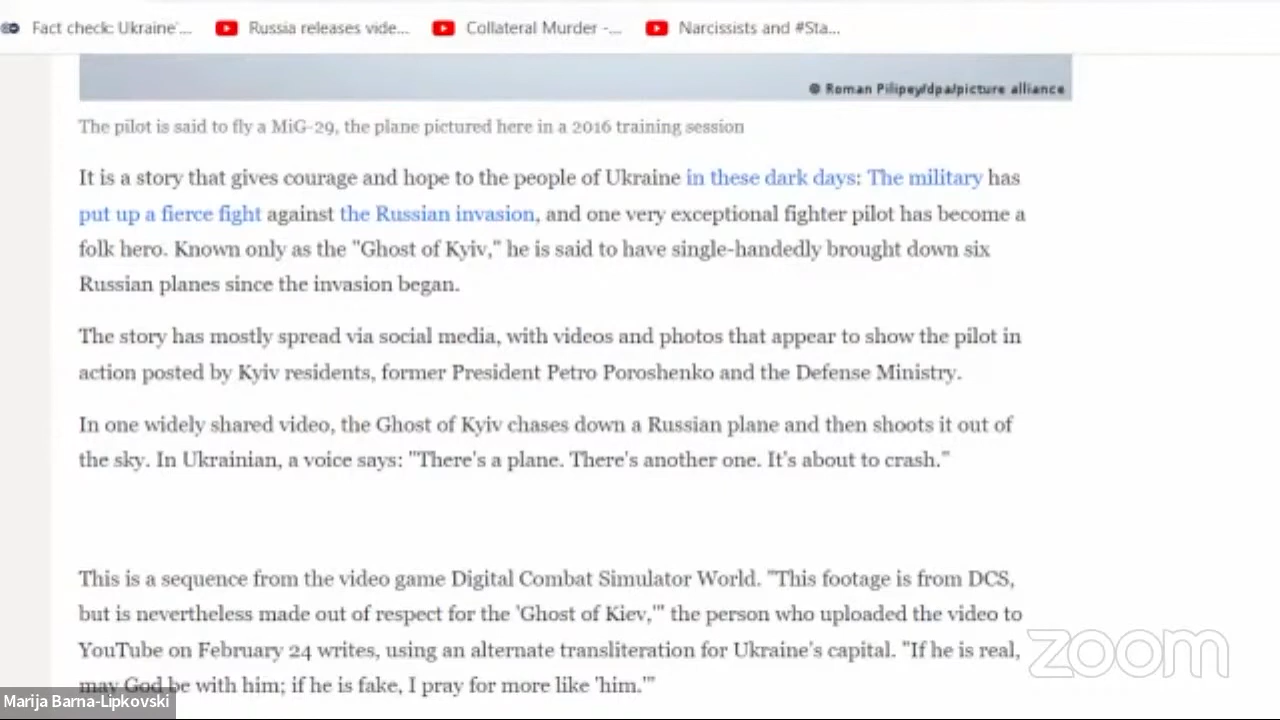 Fact check: Ukraine'...
Russia releases vide...
Collateral Murder -...
Narcissists and #Sta...
© Roman Pilipey/dpa/picture alliance
The pilot is said to fly a MiG-29, the plane pictured here in a 2016 training session
It is a story that gives courage and hope to the people of Ukraine in these dark days: The military has
put up a fierce fight against the Russian invasion, and one very exceptional fighter pilot has become a
folk hero. Known only as the "Ghost of Kyiv," he is said to have single-handedly brought down six
Russian planes since the invasion began.
The story has mostly spread via social media, with videos and photos that appear to show the pilot in
action posted by Kyiv residents, former President Petro Poroshenko and the Defense Ministry.
In one widely shared video, the Ghost of Kyiv chases down a Russian plane and then shoots it out of
the sky. In Ukrainian, a voice says: "There's a plane. There's another one. It's about to crash."
This is a sequence from the video game Digital Combat Simulator World. "This footage is from DCS,
but is nevertheless made out of respect for the 'Ghost of Kiev,'" the person who uploaded the video to
YouTube on February 24 writes, using an alternate transliteration for Ukraine's capital. "If he is real,
may God be with him; if he is fake, I pray for more like 'him.'"
zoom
Marija Barna-Lipkovski